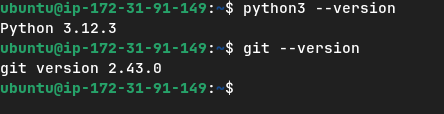 ubuntu@ip-172-31-91-149:~$ python3 --version
Python 3.12.3
ubuntu@ip-172-31-91-149:~$ git --version
git version 2.43.0
ubuntu@ip-172-31-91-149:~$